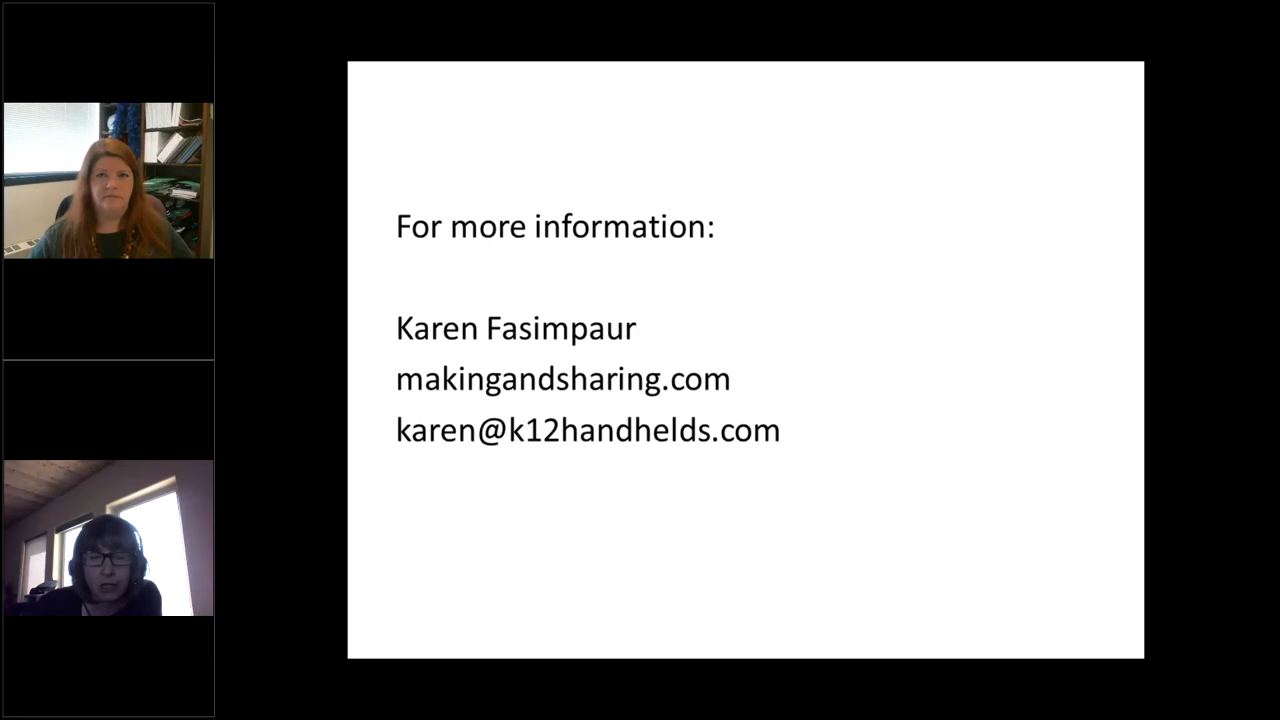 For more information:
Karen Fasimpaur
makingandsharing.com
karen@k12handhelds.com